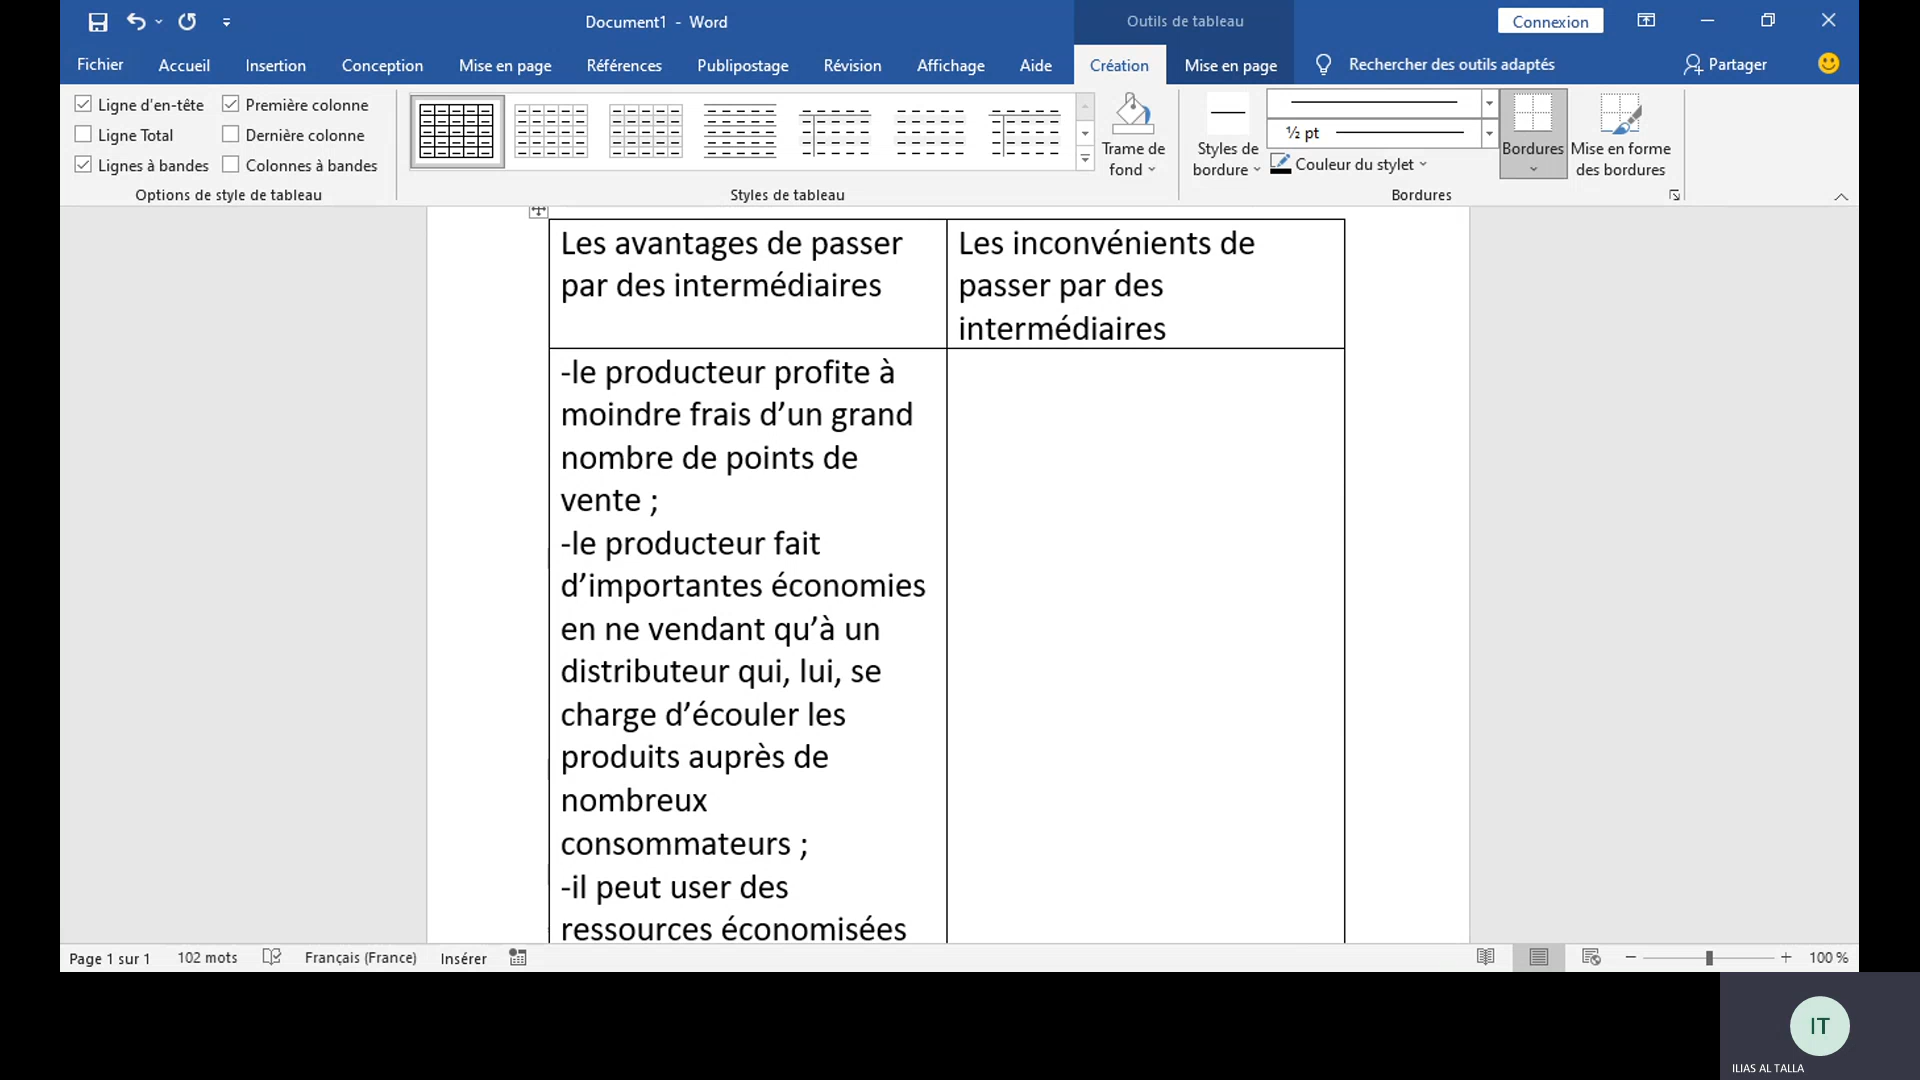 Document1 - Word
Outils de tableau
Connexion
Fichier
Accueil
Insertion
Conception
Mise en page
Références
Publipostage
Révision
Affichage
Aide
Création
Mise en page
Rechercher des outils adaptés
Partager
Ligne d'en-tête
Première colonne
Ligne Total
Dernière colonne
Lignes à bandes
Colonnes à bandes
Options de style de tableau
Styles de tableau
Trame de
fond
Styles de
bordure
½ pt
Couleur du stylet
Bordures
Mise en forme
des bordures
Bordures
Les avantages de passer
par des intermédiaires
Les inconvénients de
passer par des
intermédiaires
-le producteur profite à
moindre frais d’un grand
nombre de points de
vente ;
-le producteur fait
d’importantes économies
en ne vendant qu’à un
distributeur qui, lui, se
charge d’écouler les
produits auprès de
nombreux
consommateurs ;
-il peut user des
ressources économisées
Page 1 sur 1
102 mots
Français (France)
Insérer
100 %
IT
ILIAS AL TALLA